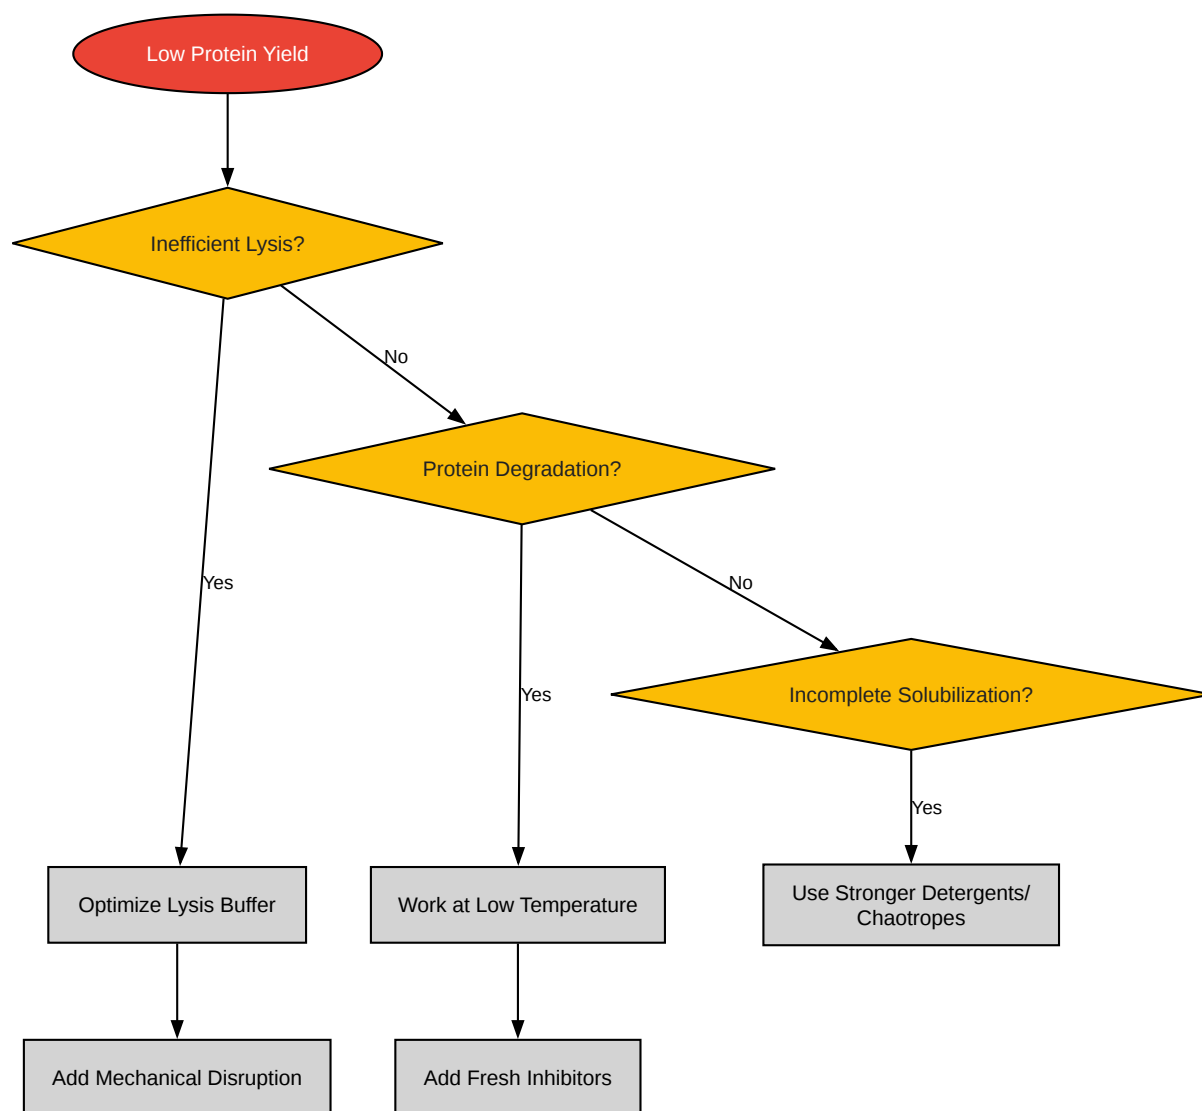 Low Protein Yield
Inefficient Lysis?
No
Protein Degradation?
Yes
No
Yes
Incomplete Solubilization?
Yes
Optimize Lysis Buffer
Work at Low Temperature
Use Stronger Detergents/
Chaotropes
Add Mechanical Disruption
Add Fresh Inhibitors